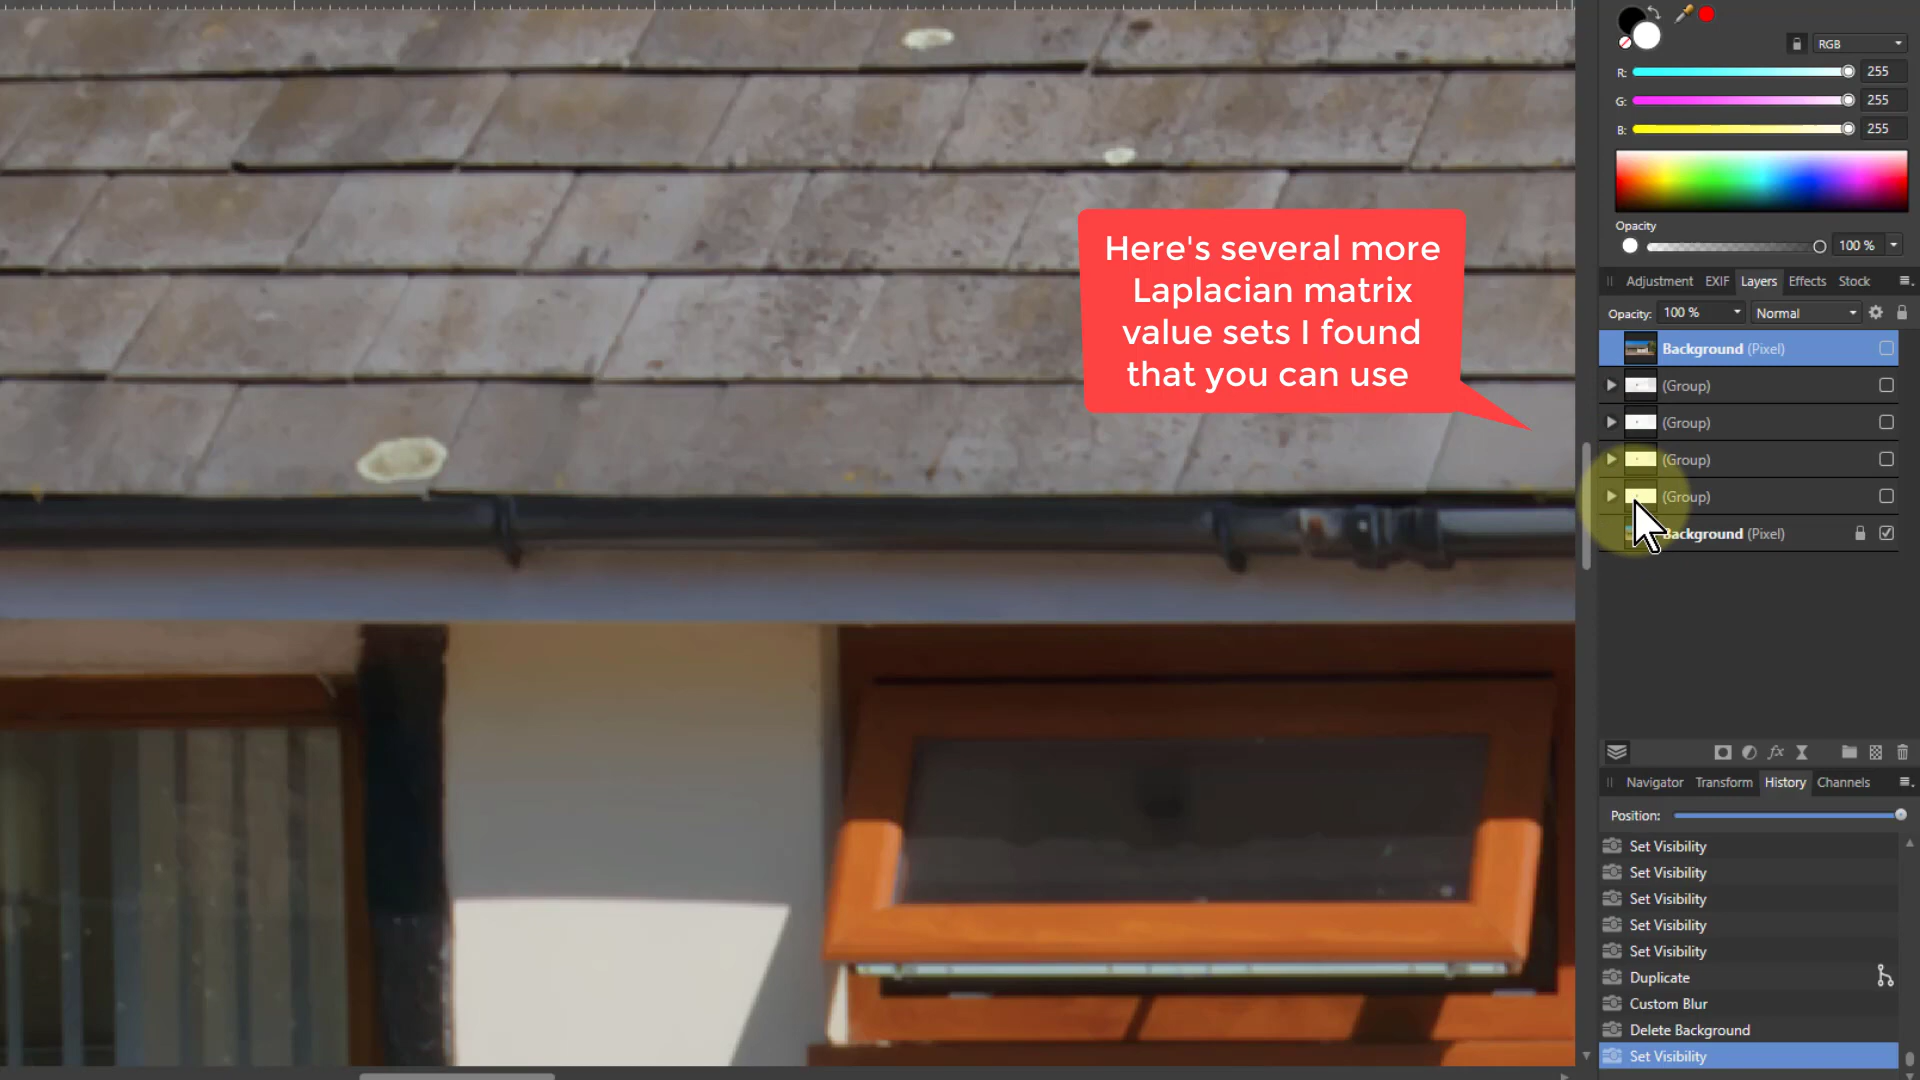 RGB
R: 255
G: 255
B: 255
Opacity
100 %
Adjustment EXIF Layers Effects Stock
Opacity: 100 % Normal
Background (Pixel)
(Group)
(Group)
(Group)
(Group)
Background (Pixel)
Here's several more
Laplacian matrix
value sets I found
that you can use
fx
Navigator Transform History Channels
Position:
Set Visibility
Set Visibility
Set Visibility
Set Visibility
Set Visibility
Duplicate
Custom Blur
Delete Background
Set Visibility